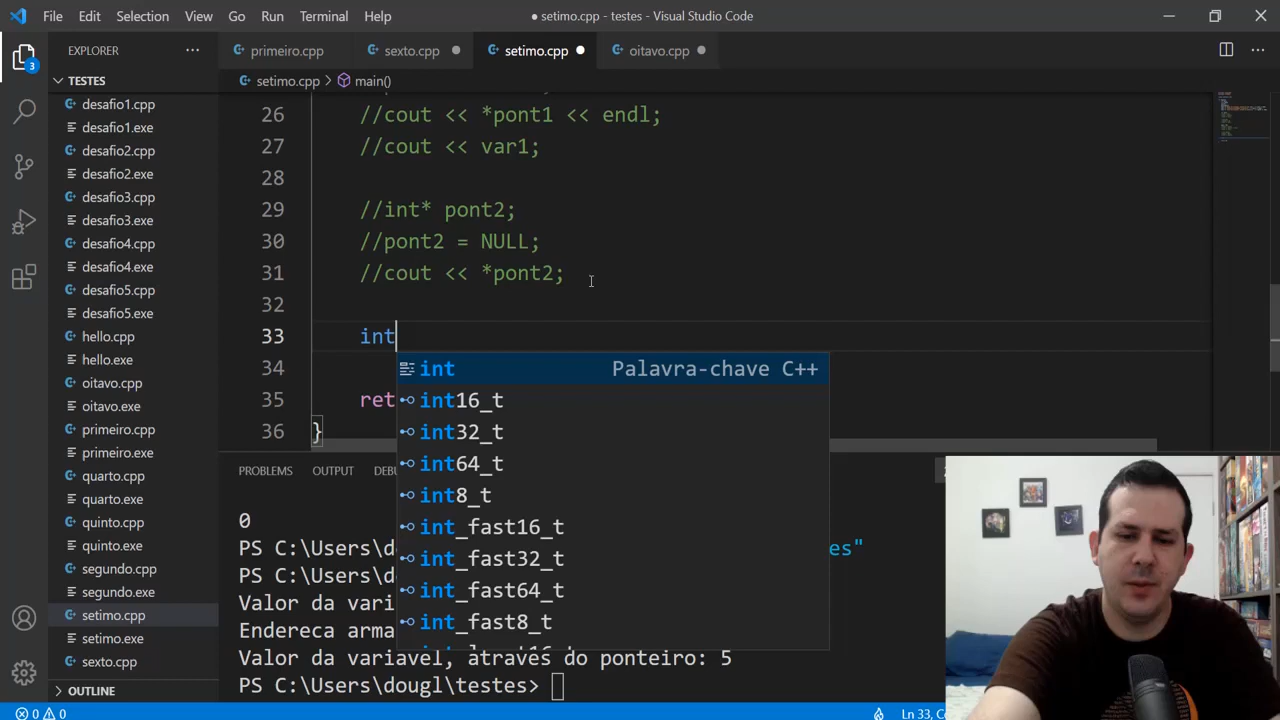 File Edit Selection View Go Run Terminal Help
● setimo.cpp - testes - Visual Studio Code
EXPLORER
primeiro.cpp
sexto.cpp
setimo.cpp
oitavo.cpp
3
TESTES
setimo.cpp > main()
desafio1.cpp
desafio1.exe
desafio2.cpp
desafio2.exe
desafio3.cpp
desafio3.exe
desafio4.cpp
desafio4.exe
desafio5.cpp
desafio5.exe
hello.cpp
hello.exe
oitavo.cpp
oitavo.exe
primeiro.cpp
primeiro.exe
quarto.cpp
quarto.exe
quinto.cpp
quinto.exe
segundo.cpp
segundo.exe
setimo.cpp
setimo.exe
sexto.cpp
OUTLINE
26 //cout << *pont1 << endl;
27 //cout << var1;
28
29 //int* pont2;
30 //pont2 = NULL;
31 //cout << *pont2;
32
33 int
34
35 ret
36 }
int Palavra-chave C++
int16_t
int32_t
int64_t
int8_t
int_fast16_t
int_fast32_t
int_fast64_t
int_fast8_t
PROBLEMS OUTPUT DEB
0
PS C:\Users\do es"
PS C:\Users\do
Valor da vari
Endereca arma
Valor da variavel, através do ponteiro: 5
PS C:\Users\dougl\testes>
0 0
Ln 33, C